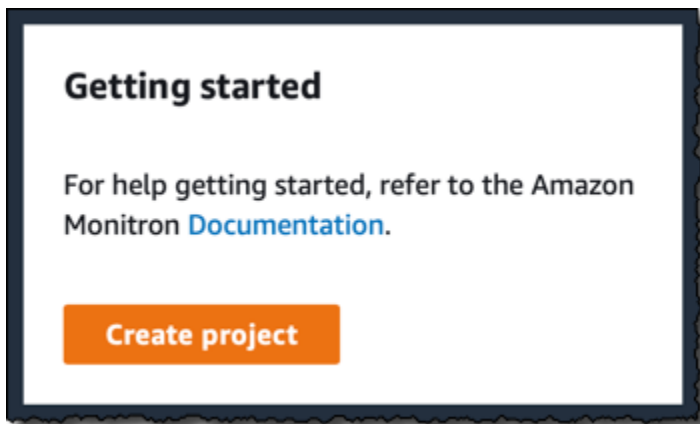 Getting started
For help getting started, refer to the Amazon
Monitron Documentation.
Create project